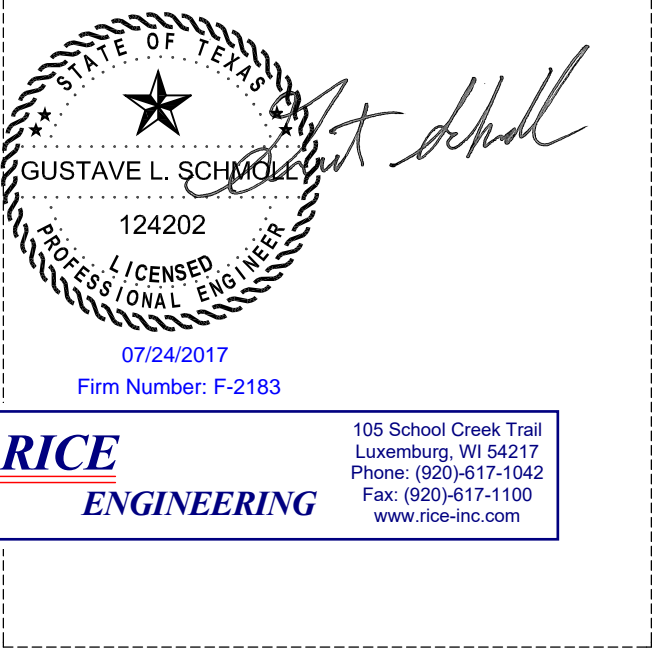 STATE OF TEXAS
GUSTAVE L. SCHMOLL
124202
LICENSED
PROFESSIONAL ENGINEER
07/24/2017
Firm Number: F-2183
RICE
ENGINEERING
105 School Creek Trail
Luxemburg, WI 54217
Phone: (920)-617-1042
Fax: (920)-617-1100
www.rice-inc.com